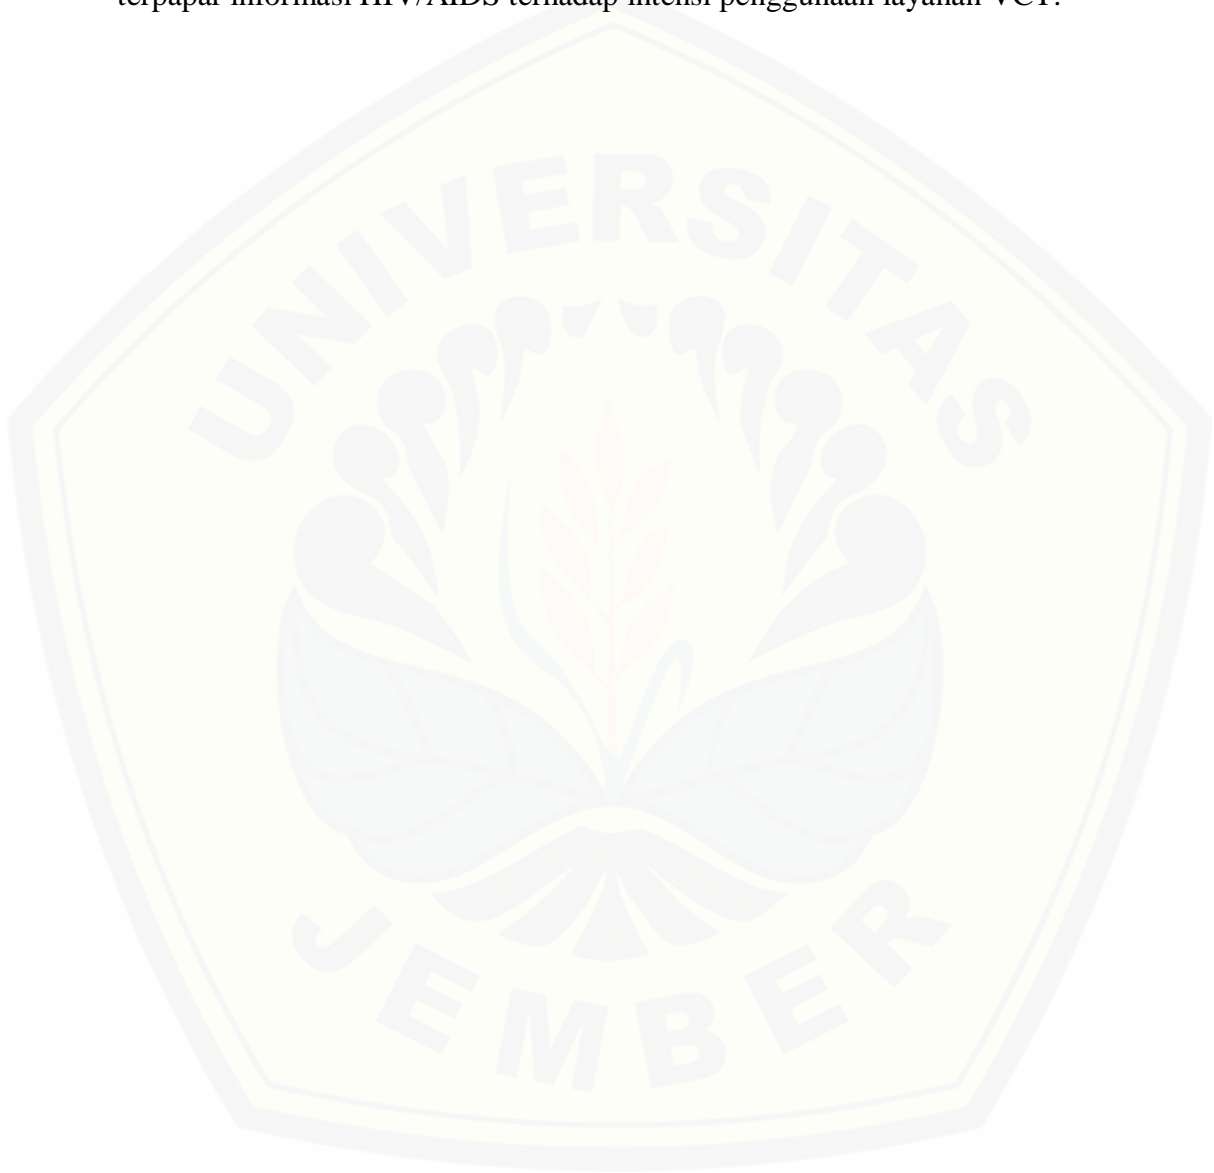 terpapar informasi HIV/AIDS terhadap intensi penggunaan layanan VCT.
UNIVERSITAS
JEMBER